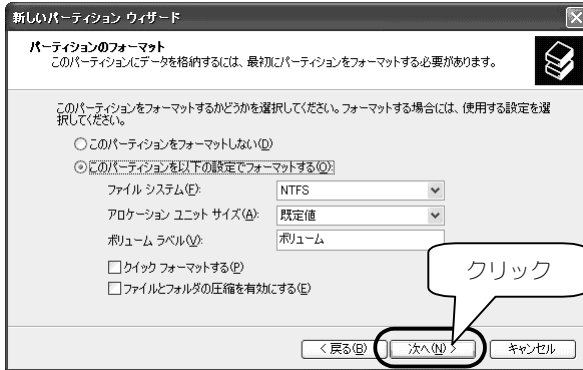 新しいパーティション ウィザード
パーティションのフォーマット
このパーティションにデータを格納するには、最初にパーティションをフォーマットする必要があります。
このパーティションをフォーマットするかどうかを選択してください。フォーマットする場合には、使用する設定を選
択してください。
このパーティションをフォーマットしない(D)
このパーティションを以下の設定でフォーマットする(O):
ファイル システム(F): NTFS
アロケーション ユニット サイズ(A): 既定値
ボリューム ラベル(V): ボリューム
クイック フォーマットする(P)
ファイルとフォルダの圧縮を有効にする(E)
クリック
< 戻る(B) 次へ(N) > キャンセル